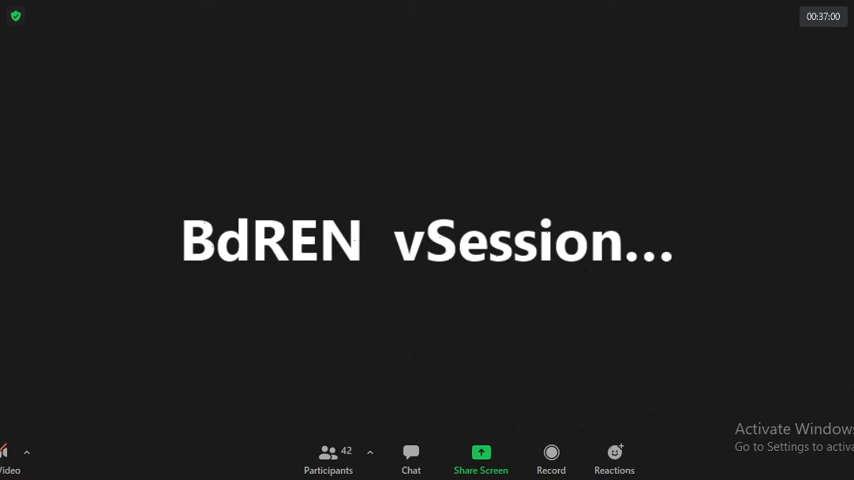 00:37:00
BdREN vSession...
Activate Windows
Go to Settings to activa
42
Video
Participants
Chat
Share Screen
Record
Reactions